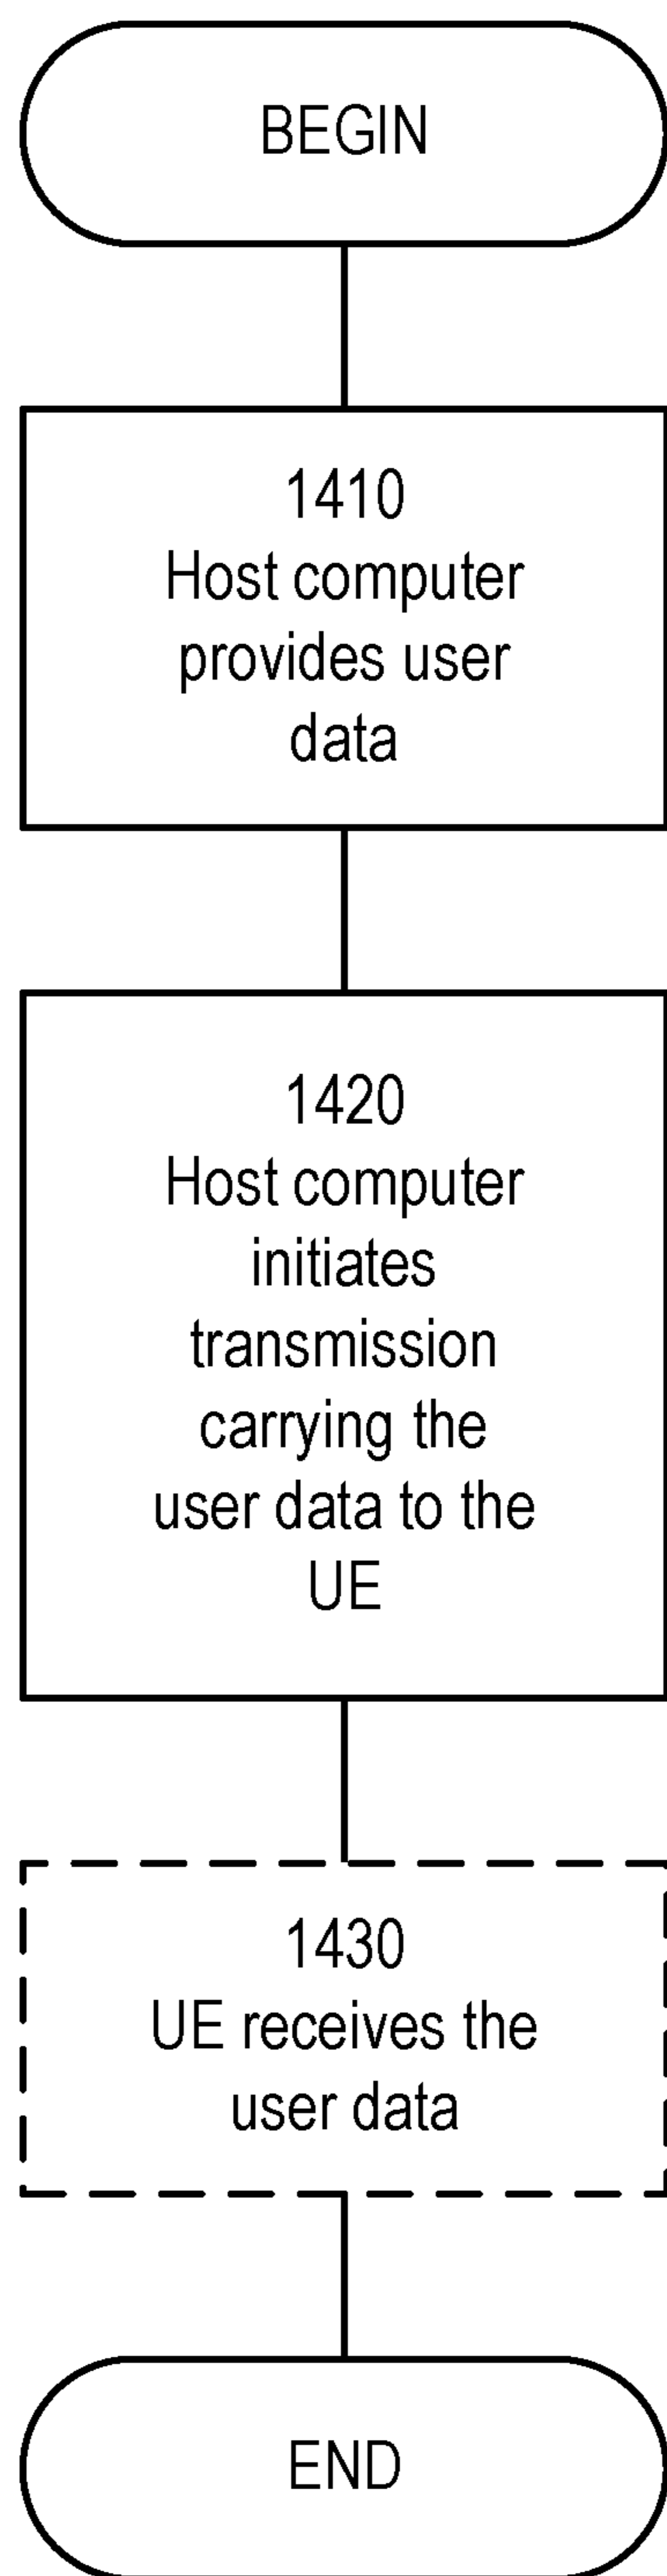 BEGIN
1410
Host computer
provides user
data
1420
Host computer
initiates
transmission
carrying the
user data to the
UE
1430
UE receives the
user data
END